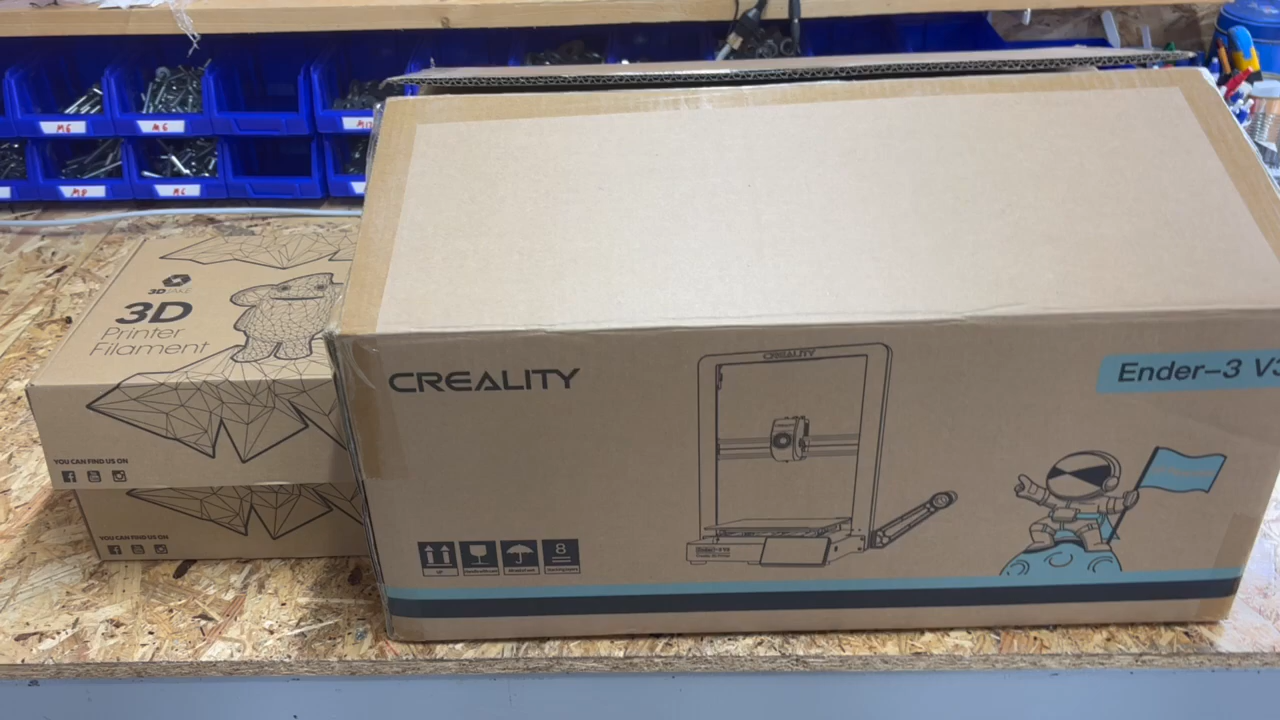 M6
M6
M8
M6
3DJAKE
3D
Printer
Filament
YOU CAN FIND US ON
YOU CAN FIND US ON
CREALITY
CREALITY
Ender-3 V3
8